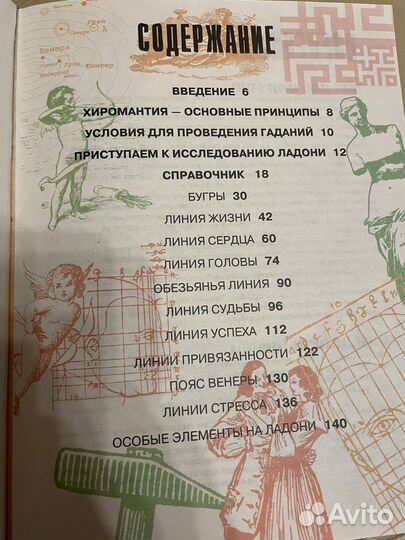 Уран
Сатурн
Венера
Юпитер
СОДЕРЖАНИЕ
ВВЕДЕНИЕ 6
ХИРОМАНТИЯ — ОСНОВНЫЕ ПРИНЦИПЫ 8
УСЛОВИЯ ДЛЯ ПРОВЕДЕНИЯ ГАДАНИЙ 10
ПРИСТУПАЕМ К ИССЛЕДОВАНИЮ ЛАДОНИ 12
СПРАВОЧНИК 18
БУГРЫ 30
ЛИНИЯ ЖИЗНИ 42
ЛИНИЯ СЕРДЦА 60
ЛИНИЯ ГОЛОВЫ 74
ОБЕЗЬЯНЬЯ ЛИНИЯ 90
ЛИНИЯ СУДЬБЫ 96
ЛИНИЯ УСПЕХА 112
ЛИНИИ ПРИВЯЗАННОСТИ 122
ПОЯС ВЕНЕРЫ 130
ЛИНИИ СТРЕССА 136
ОСОБЫЕ ЭЛЕМЕНТЫ НА ЛАДОНИ 140
Avito